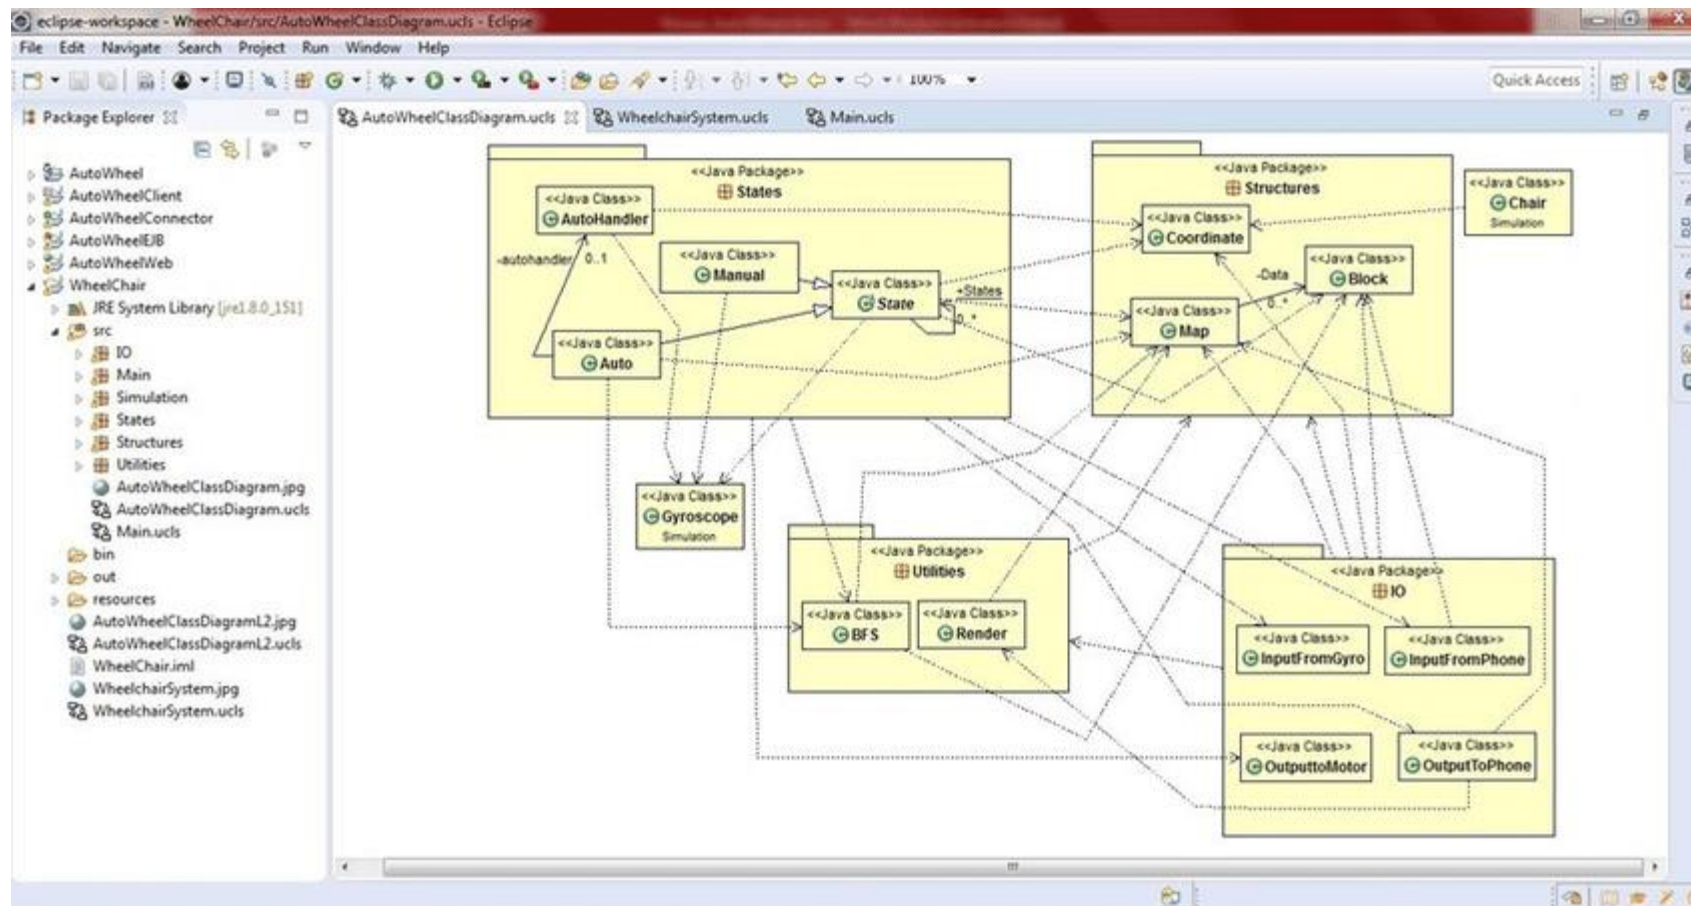 eclipse-workspace - WheelChair/src/AutoWheelClassDiagram.ucls - Eclipse
File Edit Navigate Search Project Run Window Help
100%
Quick Access
Package Explorer
AutoWheelClassDiagram.ucls
WheelchairSystem.ucls
Main.ucls
AutoWheel
AutoWheelClient
AutoWheelConnector
AutoWheelEJB
AutoWheelWeb
WheelChair
JRE System Library [jre1.8.0_151]
src
IO
Main
Simulation
States
Structures
Utilities
AutoWheelClassDiagram.jpg
AutoWheelClassDiagram.ucls
Main.ucls
bin
out
resources
AutoWheelClassDiagramL2.jpg
AutoWheelClassDiagramL2.ucls
WheelChair.iml
WheelchairSystem.jpg
WheelchairSystem.ucls
<<Java Package>>
States
<<Java Class>>
AutoHandler
-autohandler 0..1
<<Java Class>>
Manual
<<Java Class>>
State
+States
0..*
<<Java Class>>
Auto
<<Java Package>>
Structures
<<Java Class>>
Coordinate
<<Java Class>>
Block
-Data
0..*
<<Java Class>>
Map
<<Java Class>>
Chair
Simulation
<<Java Class>>
Gyroscope
Simulation
<<Java Package>>
Utilities
<<Java Class>>
BFS
<<Java Class>>
Render
<<Java Package>>
IO
<<Java Class>>
InputFromGyro
<<Java Class>>
InputFromPhone
<<Java Class>>
OutputtoMotor
<<Java Class>>
OutputToPhone